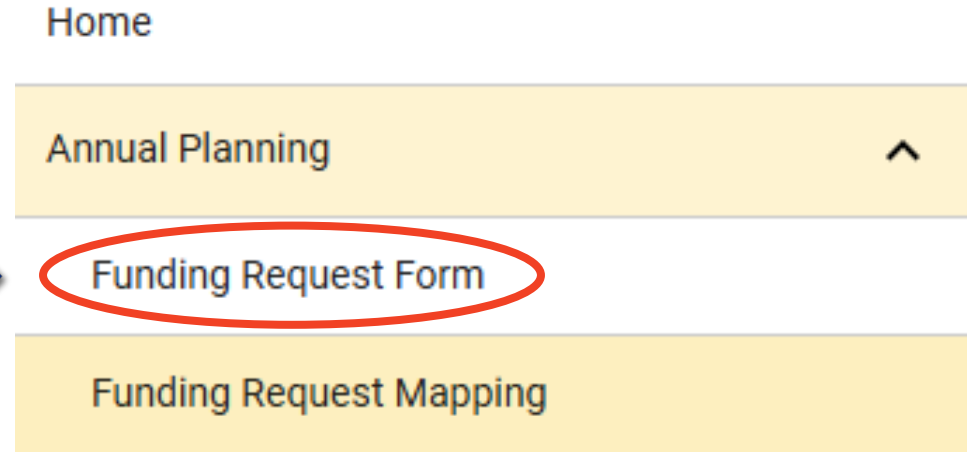 Home
Annual Planning
Funding Request Form
Funding Request Mapping